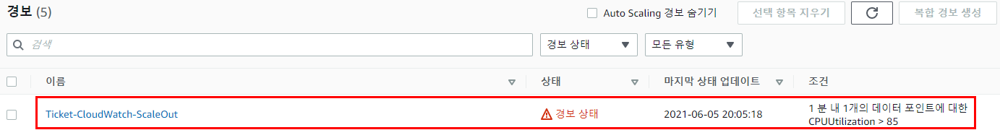 경보 (5)
Auto Scaling 경보 숨기기
선택 항목 지우기
복합 경보 생성
검색
경보 상태
모든 유형
이름
상태
마지막 상태 업데이트
조건
Ticket-CloudWatch-ScaleOut
경보 상태
2021-06-05 20:05:18
1 분 내 1개의 데이터 포인트에 대한
CPUUtilization > 85